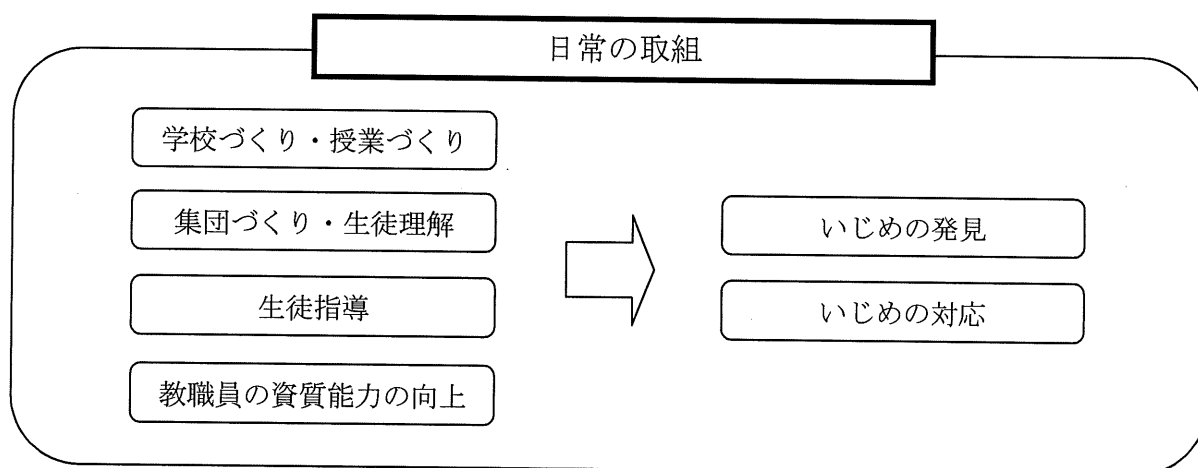 日常の取組
学校づくり・授業づくり
集団づくり・生徒理解
生徒指導
教職員の資質能力の向上
いじめの発見
いじめの対応